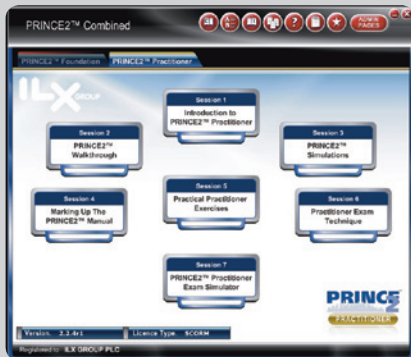 PRINCE2™ Combined
ADMIN PAGES
PRINCE2™ Foundation
PRINCE2™ Practitioner
ILX GROUP
Session 1
Introduction to
PRINCE2™ Practitioner
Session 2
PRINCE2™
Walkthrough
Session 3
PRINCE2™
Simulations
Session 4
Marking Up The
PRINCE2™ Manual
Session 5
Practical Practitioner
Exercises
Session 6
Practitioner Exam
Technique
Session 7
PRINCE2™ Practitioner
Exam Simulator
PRINCE2
PRACTITIONER
Version. 2.2.4r1
Licence Type. SCORM
Registered to ILX GROUP PLC